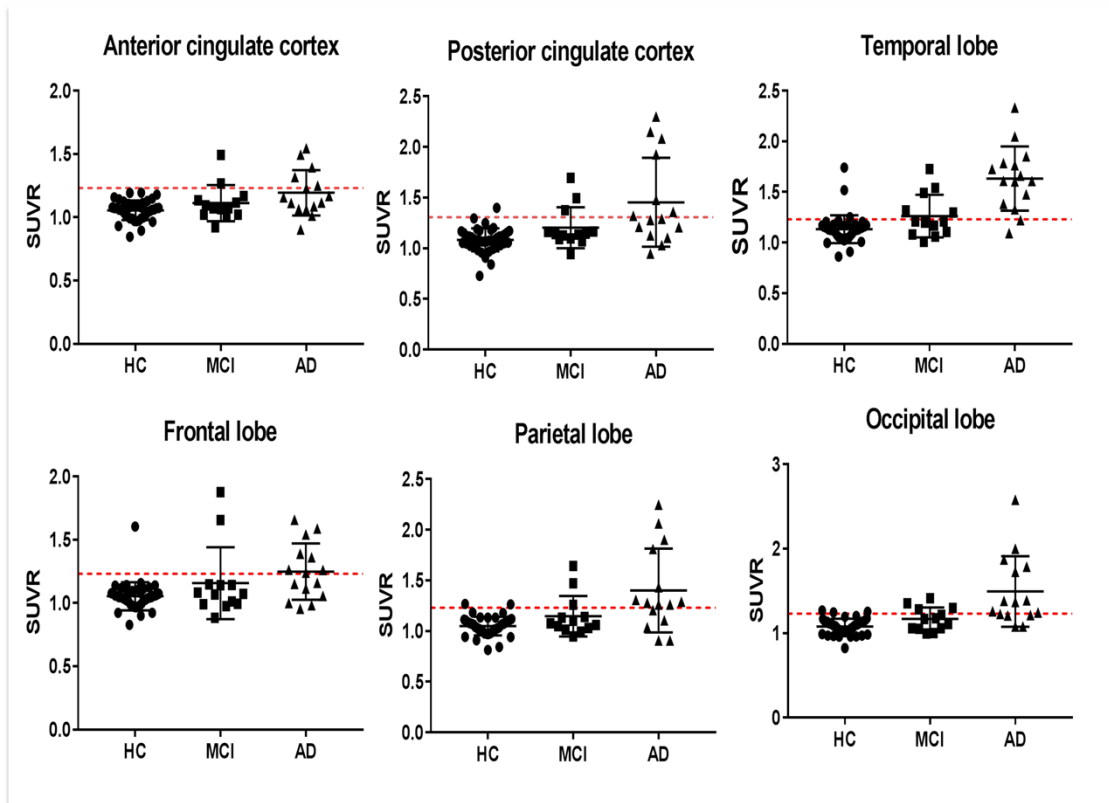 Anterior cingulate cortex
SUVR
2.0
1.5
1.0
0.5
0.0
HC MCI AD
Posterior cingulate cortex
SUVR
2.5
2.0
1.5
1.0
0.5
0.0
HC MCI AD
Temporal lobe
SUVR
2.5
2.0
1.5
1.0
0.5
0.0
HC MCI AD
Frontal lobe
SUVR
2.0
1.5
1.0
0.5
0.0
HC MCI AD
Parietal lobe
SUVR
2.5
2.0
1.5
1.0
0.5
0.0
HC MCI AD
Occipital lobe
SUVR
3
2
1
0
HC MCI AD